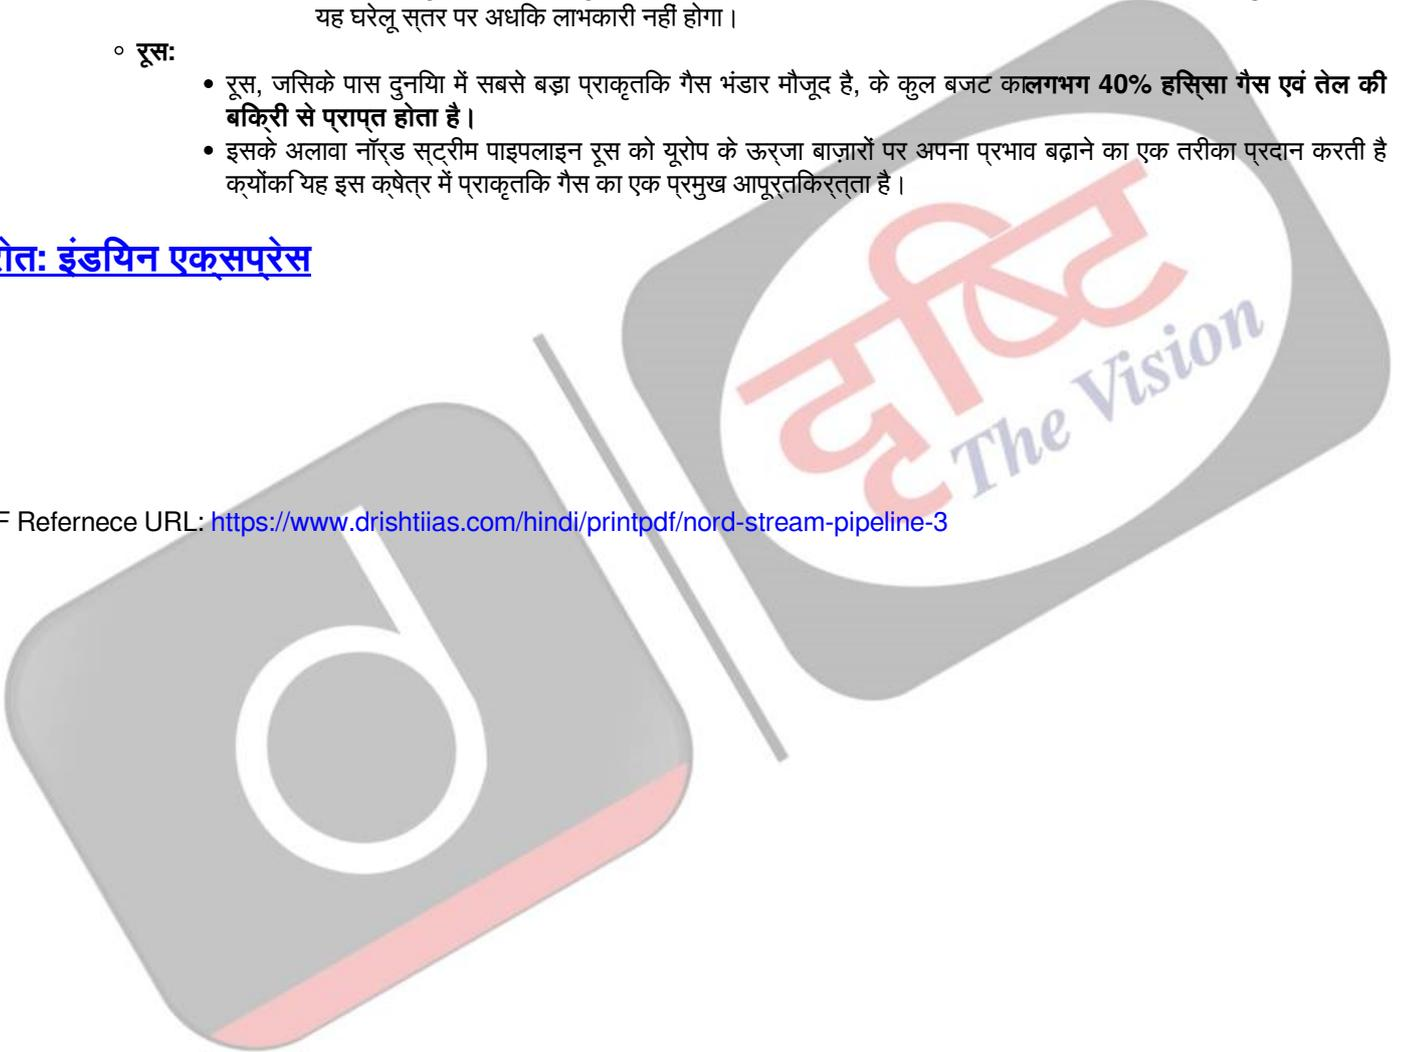 यह घरेलू स्तर पर अधिक लाभकारी नहीं होगा।
रूस:
रूस, जिसके पास दुनिया में सबसे बड़ा प्राकृतिक गैस भंडार मौजूद है, के कुल बजट का लगभग 40% हिस्सा गैस एवं तेल की
बिक्री से प्राप्त होता है।
इसके अलावा नॉर्ड स्ट्रीम पाइपलाइन रूस को यूरोप के ऊर्जा बाज़ारों पर अपना प्रभाव बढ़ाने का एक तरीका प्रदान करती है
क्योंकि यह इस क्षेत्र में प्राकृतिक गैस का एक प्रमुख आपूर्तिकर्त्ता है।
रोत: इंडियन एक्सप्रेस
दृष्टि
The Vision
F Refernece URL: https://www.drishtiias.com/hindi/printpdf/nord-stream-pipeline-3